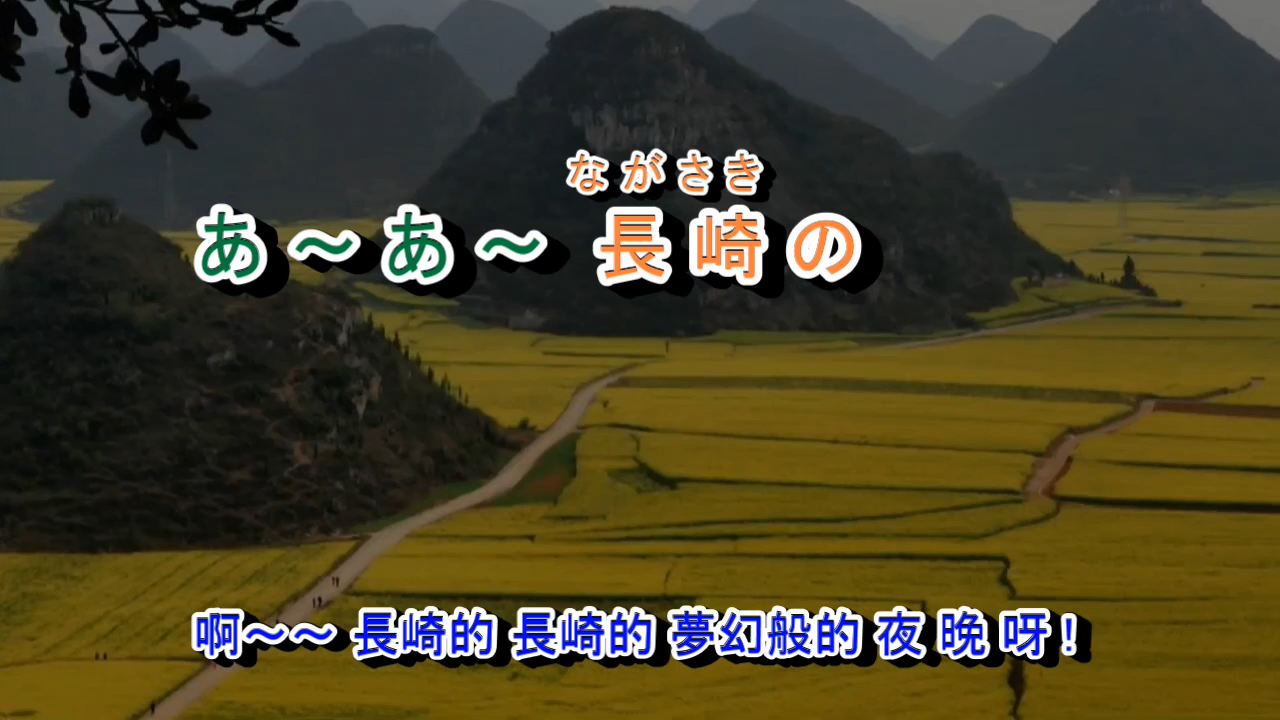 ながさき
あ～あ～ 長崎の
啊～～ 長崎的 長崎的 夢幻般的 夜 晚 呀！